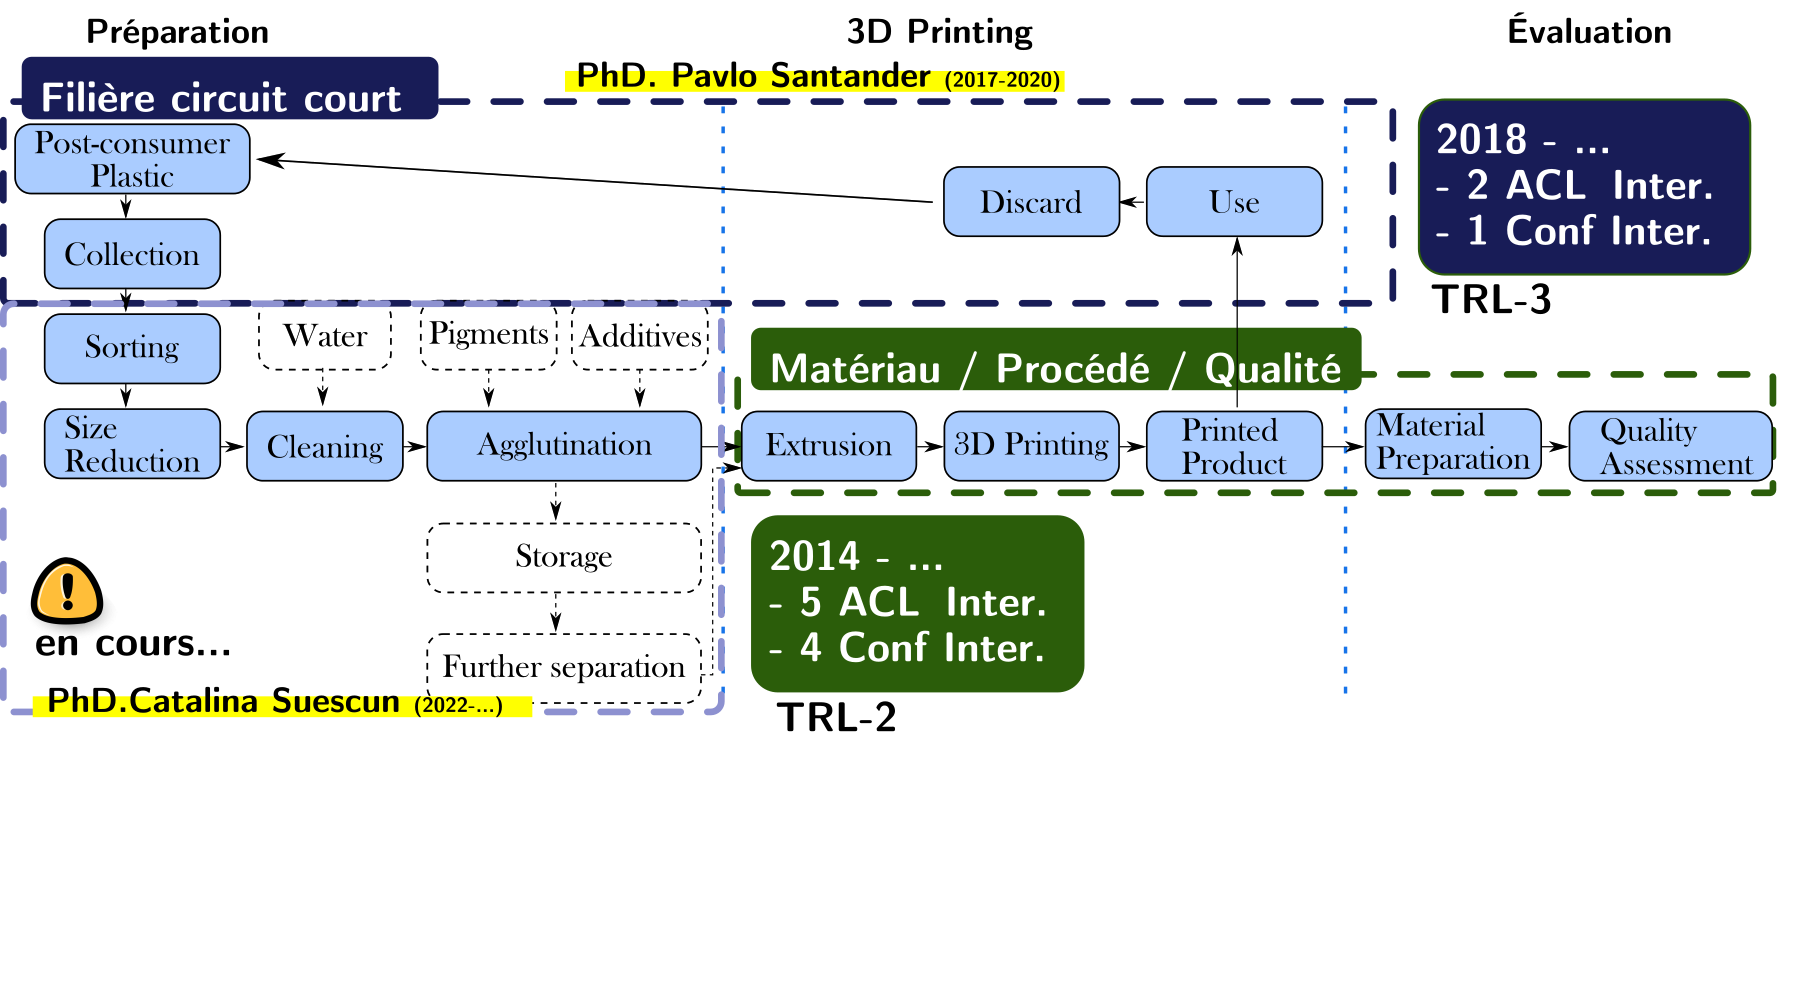 Préparation
3D Printing
Évaluation
Filière circuit court
PhD. Pavlo Santander (2017-2020)
Post-consumer
Plastic
Collection
Discard
Use
2018 - ...
- 2 ACL Inter.
- 1 Conf Inter.
TRL-3
Sorting
Water
Pigments
Additives
Matériau / Procédé / Qualité
Size
Reduction
Cleaning
Agglutination
Extrusion
3D Printing
Printed
Product
Material
Preparation
Quality
Assessment
Storage
Further separation
2014 - ...
- 5 ACL Inter.
- 4 Conf Inter.
TRL-2
!
en cours...
PhD.Catalina Suescun (2022-...)